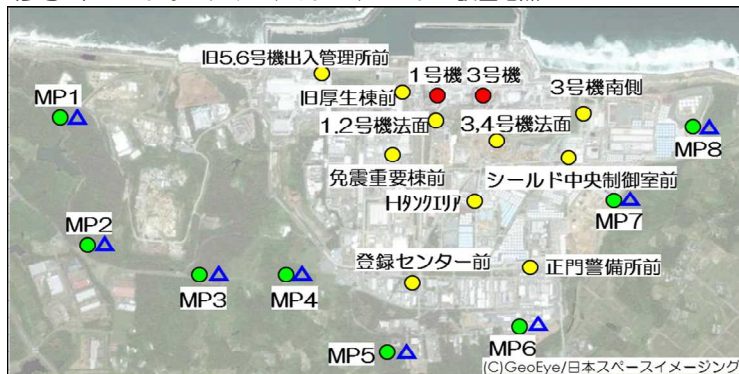 旧5,6号機出入管理所前
1号機
3号機
MP1
旧厚生棟前
3号機南側
1,2号機法面
3,4号機法面
MP8
免震重要棟前
シールド中央制御室前
Hﾀﾝｸｴﾘｱ
MP7
MP2
登録センター前
正門警備所前
MP3
MP4
MP5
MP6
(C)GeoEye/日本スペースイメージング